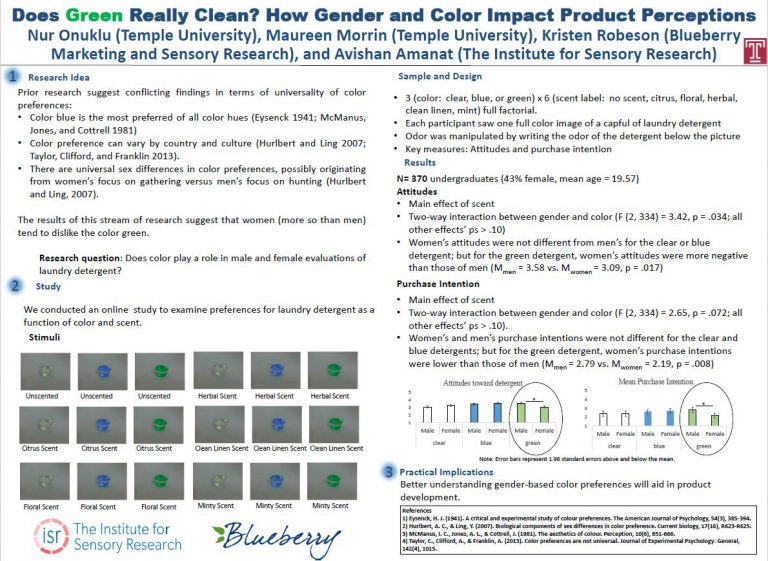 Does Green Really Clean? How Gender and Color Impact Product Perceptions
Nur Onuklu (Temple University), Maureen Morrin (Temple University), Kristen Robeson (Blueberry
Marketing and Sensory Research), and Avishan Amanat (The Institute for Sensory Research)
1 Research Idea
Prior research suggest conflicting findings in terms of universality of color
preferences:
• Color blue is the most preferred of all color hues (Eysenck 1941; McManus,
Jones, and Cottrell 1981)
• Color preference can vary by country and culture (Hurlbert and Ling 2007;
Taylor, Clifford, and Franklin 2013).
• There are universal sex differences in color preferences, possibly originating
from women's focus on gathering versus men's focus on hunting (Hurlbert
and Ling, 2007).
The results of this stream of research suggest that women (more so than men)
tend to dislike the color green.
Research question: Does color play a role in male and female evaluations of
laundry detergent?
2 Study
We conducted an online study to examine preferences for laundry detergent as a
function of color and scent.
Stimuli
Unscented Unscented Unscented Herbal Scent Herbal Scent Herbal Scent
Citrus Scent Citrus Scent Citrus Scent Clean Linen Scent Clean Linen Scent Clean Linen Scent
Floral Scent Floral Scent Floral Scent Minty Scent Minty Scent Minty Scent
isr The Institute for
Sensory Research
Blueberry
T
Sample and Design
• 3 (color: clear, blue, or green) x 6 (scent label: no scent, citrus, floral, herbal,
clean linen, mint) full factorial.
• Each participant saw one full color image of a capful of laundry detergent
• Odor was manipulated by writing the odor of the detergent below the picture
• Key measures: Attitudes and purchase intention
Results
N= 370 undergraduates (43% female, mean age = 19.57)
Attitudes
• Main effect of scent
• Two-way interaction between gender and color (F (2, 334) = 3.42, p = .034; all
other effects' ps > .10)
• Women's attitudes were not different from men's for the clear or blue
detergent; but for the green detergent, women's attitudes were more negative
than those of men (Mmen = 3.58 vs. Mwomen = 3.09, p = .017)
Purchase Intention
• Main effect of scent
• Two-way interaction between gender and color (F (2, 334) = 2.65, p = .072; all
other effects' ps > .10).
• Women's and men's purchase intentions were not different for the clear and
blue detergents; but for the green detergent, women's purchase intentions
were lower than those of men (Mmen = 2.79 vs. Mwomen = 2.19, p = .008)
Attitudes toward detergent
5
4
3
2
1
*
Male Female Male Female Male Female
clear blue green
Mean Purchase Intention
5
4
3
2
1
*
Male Female Male Female Male Female
clear blue green
Note: Error bars represent 1.96 standard errors above and below the mean.
3 Practical Implications
Better understanding gender-based color preferences will aid in product
development.
References
1) Eysenck, H. J. (1941). A critical and experimental study of colour preferences. The American Journal of Psychology, 54(3), 385-394.
2) Hurlbert, A. C., & Ling, Y. (2007). Biological components of sex differences in color preference. Current biology, 17(16), R623-R625.
3) McManus, I. C., Jones, A. L., & Cottrell, J. (1981). The aesthetics of colour. Perception, 10(6), 651-666.
4) Taylor, C., Clifford, A., & Franklin, A. (2013). Color preferences are not universal. Journal of Experimental Psychology: General,
142(4), 1015.